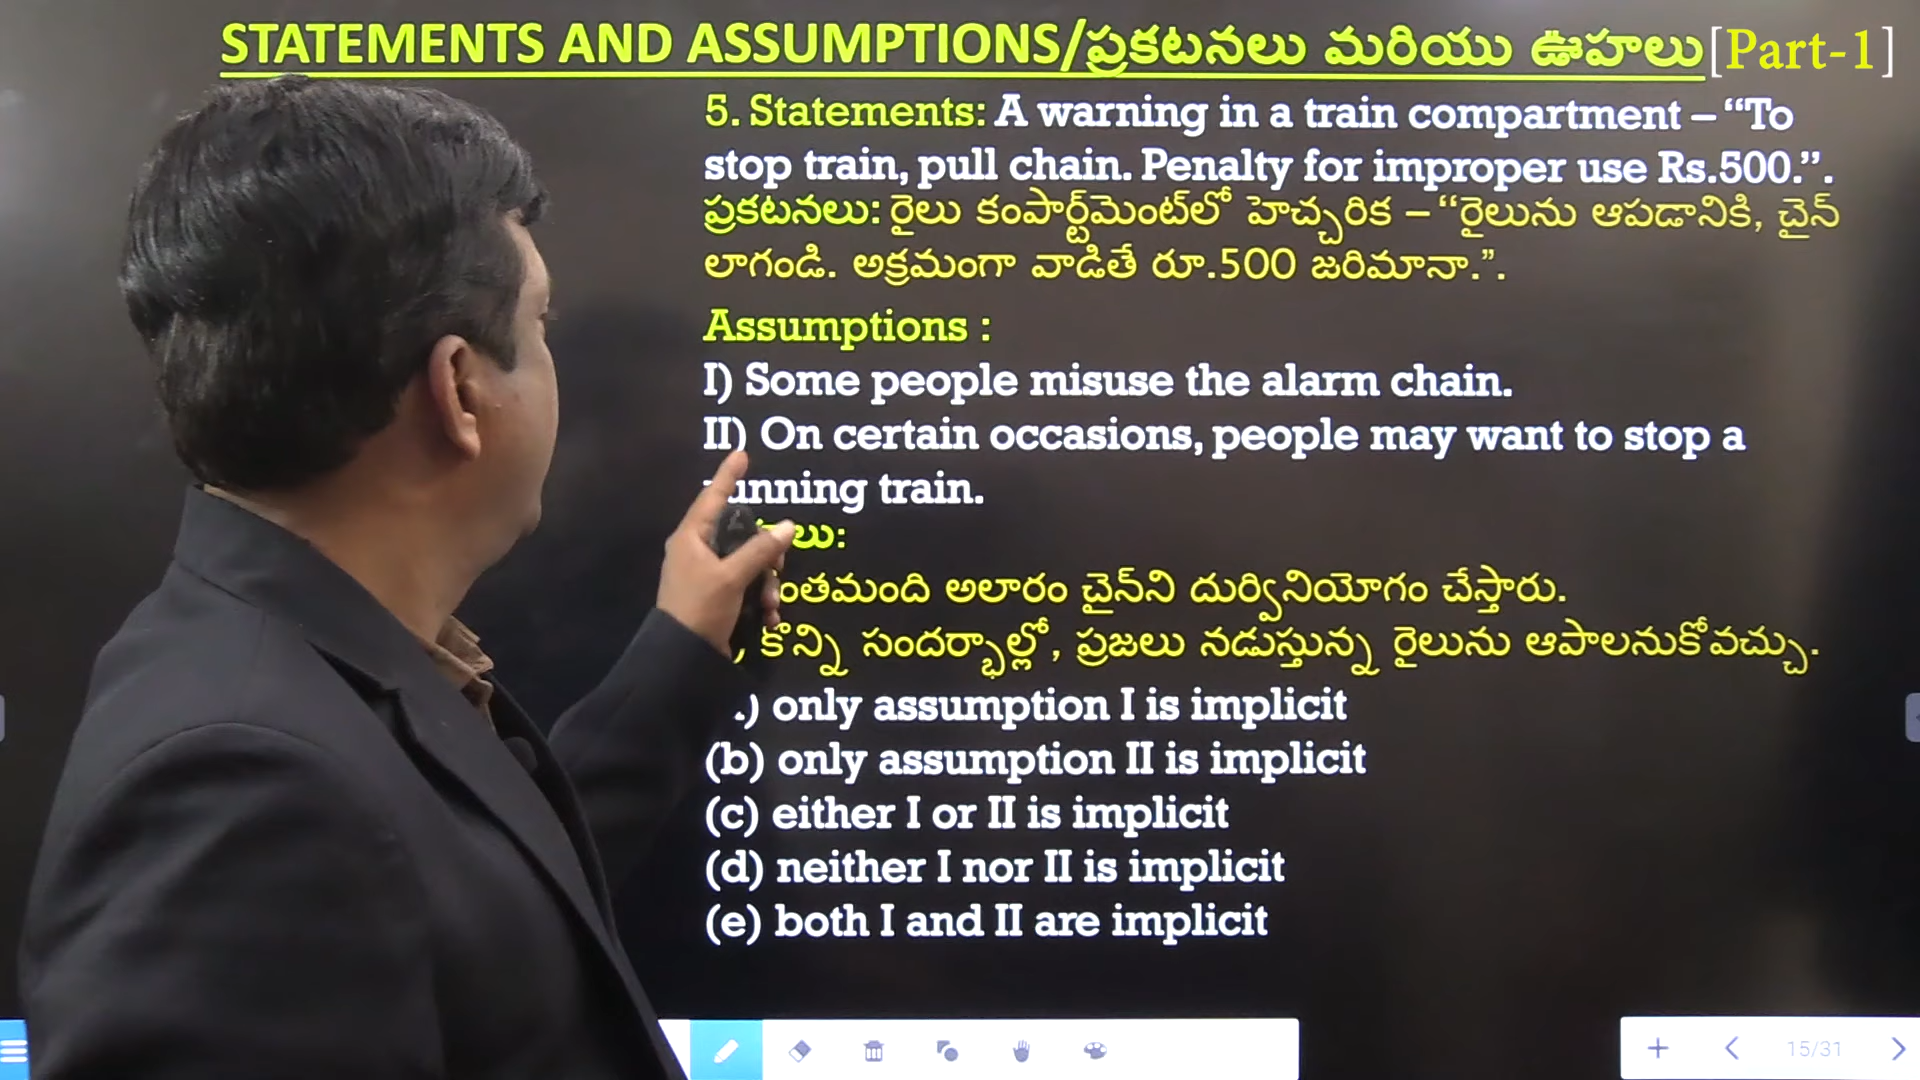 STATEMENTS AND ASSUMPTIONS/ప్రకటనలు మరియు ఊహలు[Part-1]
5. Statements: A warning in a train compartment – “To
stop train, pull chain. Penalty for improper use Rs.500.”.
ప్రకటనలు: రైలు కంపార్ట్‌మెంట్‌లో హెచ్చరిక – “రైలును ఆపడానికి, చైన్
లాగండి. అక్రమంగా వాడితే రూ.500 జరిమానా.”.
Assumptions :
I) Some people misuse the alarm chain.
II) On certain occasions, people may want to stop a
train.
అలారం చైన్‌ని దుర్వినియోగం చేస్తారు.
కొన్ని సందర్భాల్లో, ప్రజలు నడుస్తున్న రైలును ఆపాలనుకోవచ్చు.
only assumption I is implicit
(b) only assumption II is implicit
(c) either I or II is implicit
(d) neither I nor II is implicit
(e) both I and II are implicit
15/31